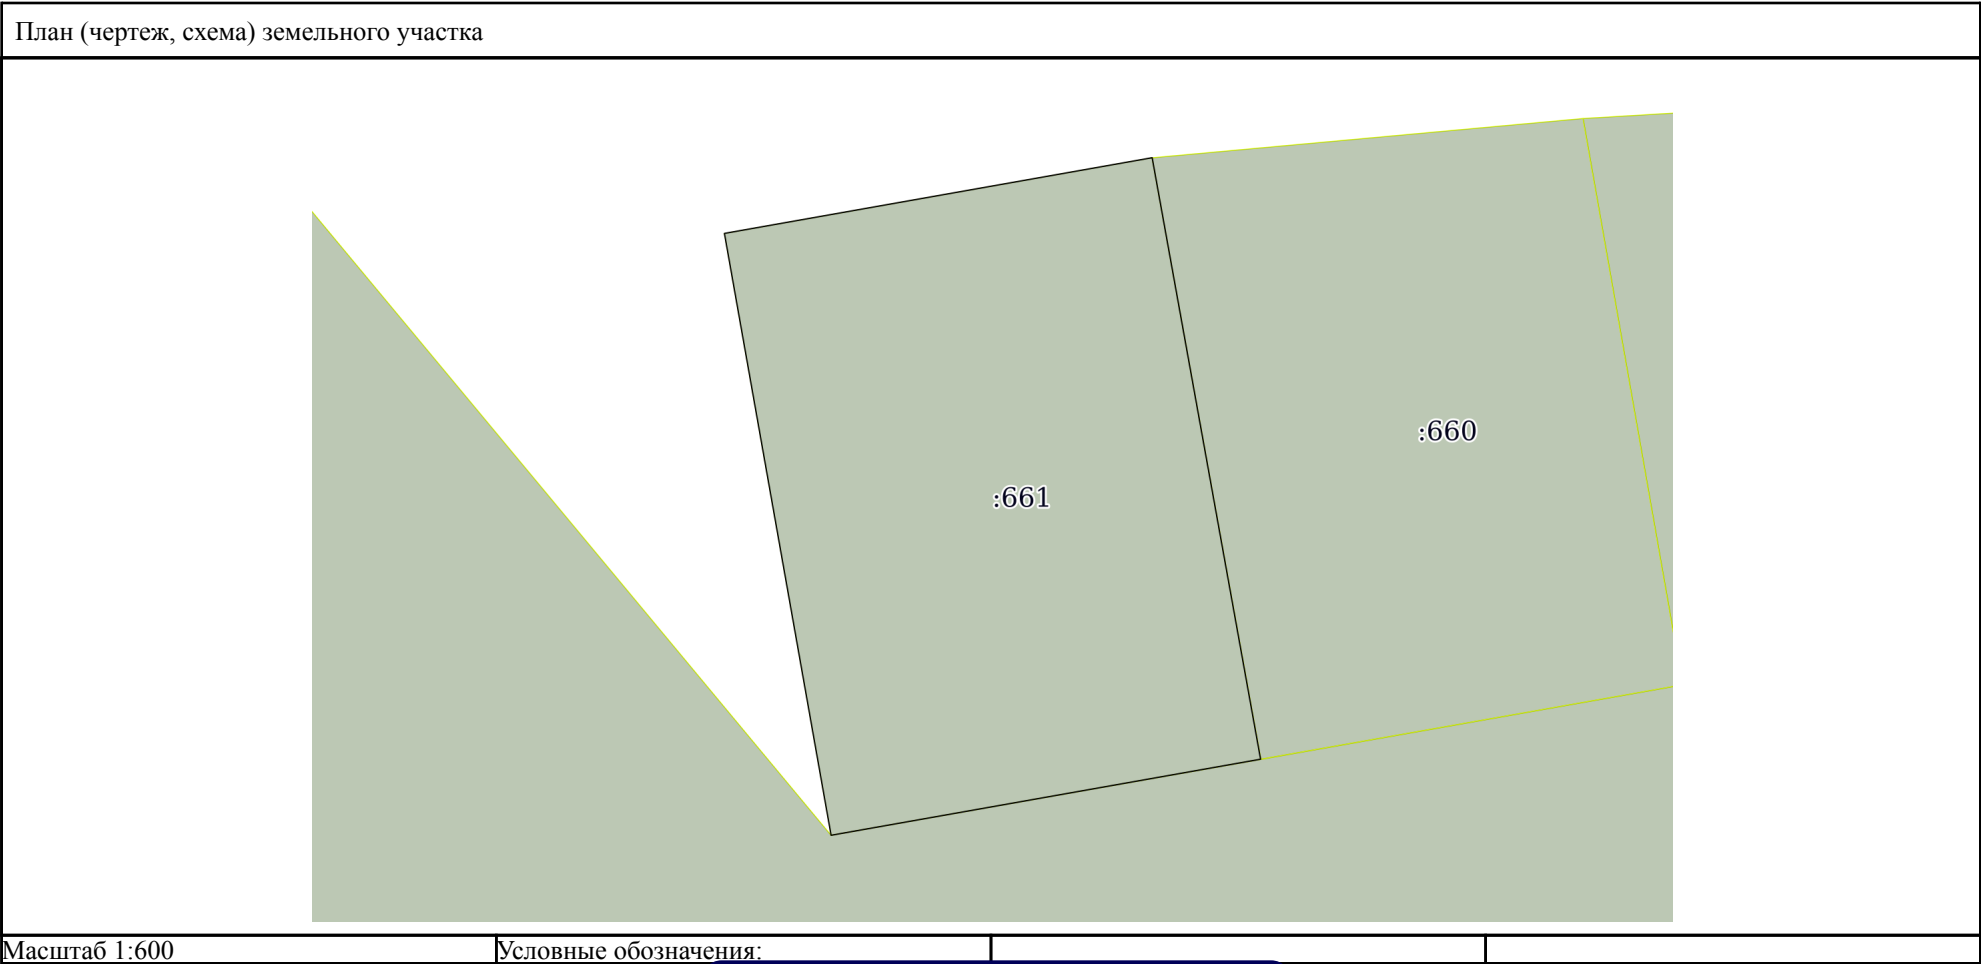 План (чертеж, схема) земельного участка
:660
:661
Масштаб 1:600
Условные обозначения: